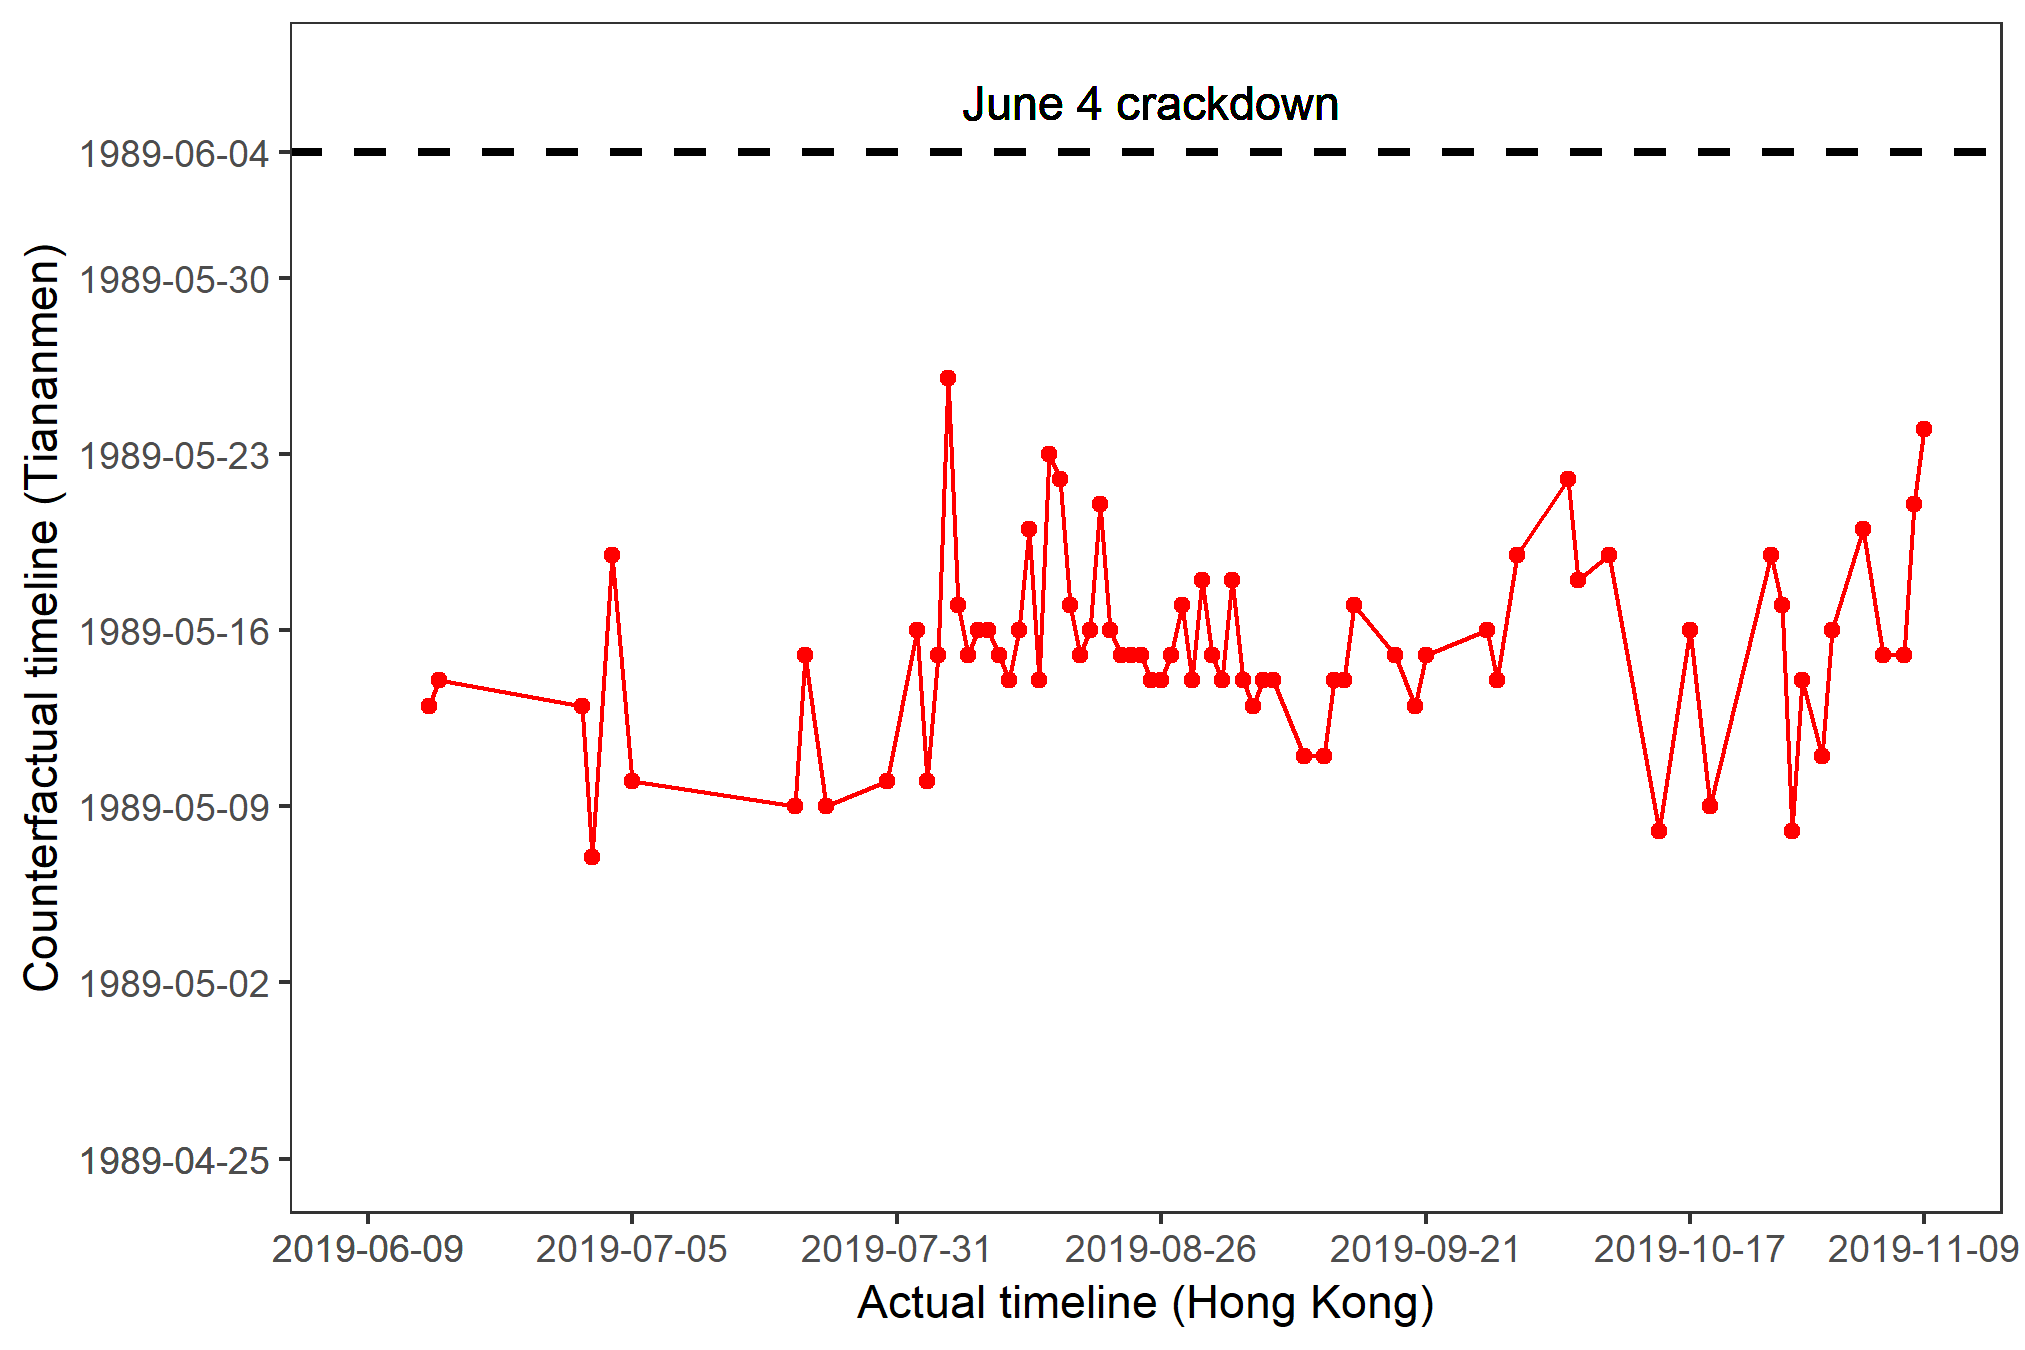 June 4 crackdown
1989-06-04
1989-05-30
1989-05-23
1989-05-16
1989-05-09
1989-05-02
1989-04-25
Counterfactual timeline (Tiananmen)
2019-06-09 2019-07-05 2019-07-31 2019-08-26 2019-09-21 2019-10-17 2019-11-09
Actual timeline (Hong Kong)